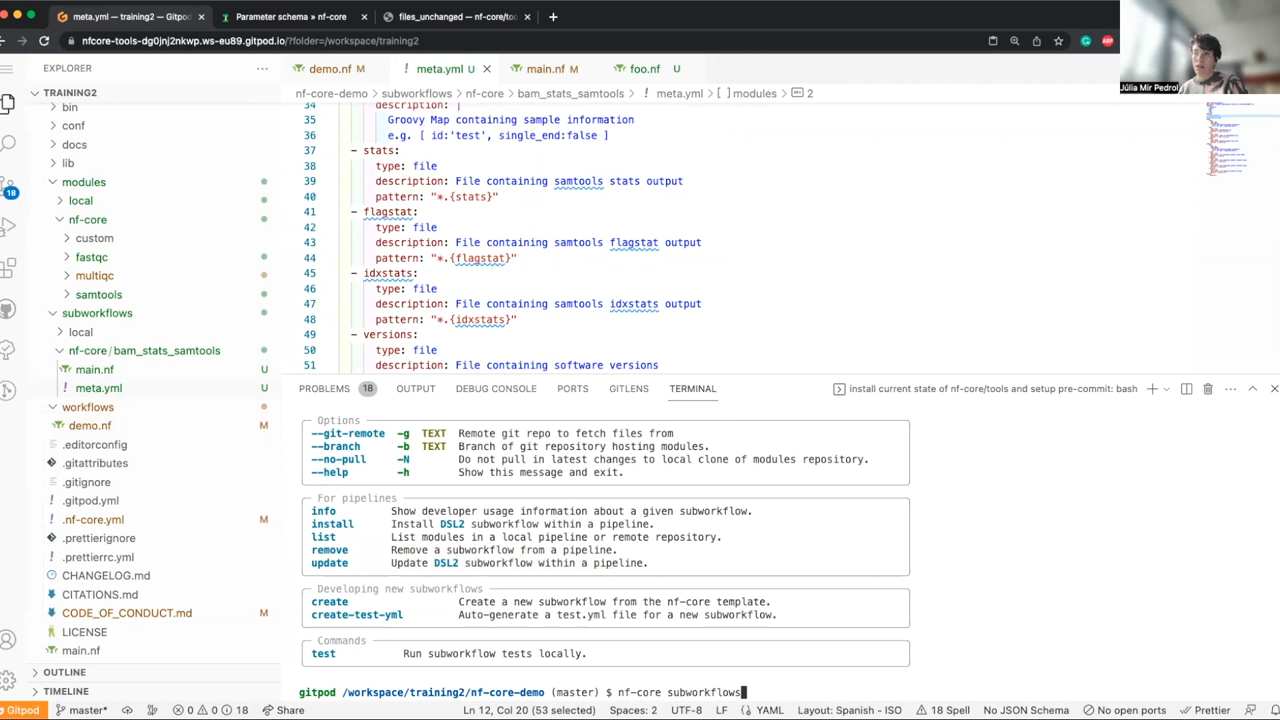 meta.yml — training2 | Gitpod
Parameter schema » nf-core
files_unchanged — nf-core/to
nfcore-tools-dg0jnj2nkwp.ws-eu89.gitpod.io/?folder=/workspace/training2
ABP
Júlia Mir Pedrol
EXPLORER
TRAINING2
bin
conf
docs
lib
modules
local
nf-core
custom
fastqc
multiqc
samtools
subworkflows
local
nf-core/bam_stats_samtools
main.nf U
meta.yml U
workflows
demo.nf M
.editorconfig
.gitattributes
.gitignore
.gitpod.yml
.nf-core.yml M
.prettierignore
.prettierrc.yml
CHANGELOG.md
CITATIONS.md
CODE_OF_CONDUCT.md M
LICENSE
main.nf
OUTLINE
TIMELINE
18
demo.nf M
meta.yml U
main.nf U
foo.nf U
nf-core-demo > subworkflows > nf-core > bam_stats_samtools > meta.yml > [ ] modules > 2
34 description: |
35 Groovy Map containing sample information
36 e.g. [ id:'test', single_end:false ]
37 - stats:
38 type: file
39 description: File containing samtools stats output
40 pattern: "*.{stats}"
41 - flagstat:
42 type: file
43 description: File containing samtools flagstat output
44 pattern: "*.{flagstat}"
45 - idxstats:
46 type: file
47 description: File containing samtools idxstats output
48 pattern: "*.{idxstats}"
49 - versions:
50 type: file
51 description: File containing software versions
PROBLEMS 18 OUTPUT DEBUG CONSOLE PORTS GITLENS TERMINAL
install current state of nf-core/tools and setup pre-commit: bash
Options
--git-remote -g TEXT Remote git repo to fetch files from
--branch -b TEXT Branch of git repository hosting modules.
--no-pull -N Do not pull in latest changes to local clone of modules repository.
--help -h Show this message and exit.
For pipelines
info Show developer usage information about a given subworkflow.
install Install DSL2 subworkflow within a pipeline.
list List modules in a local pipeline or remote repository.
remove Remove a subworkflow from a pipeline.
update Update DSL2 subworkflow within a pipeline.
Developing new subworkflows
create Create a new subworkflow from the nf-core template.
create-test-yml Auto-generate a test.yml file for a new subworkflow.
Commands
test Run subworkflow tests locally.
gitpod /workspace/training2/nf-core-demo (master) $ nf-core subworkflows
Gitpod master* 0 0 18 Share Ln 12, Col 20 (53 selected) Spaces: 2 UTF-8 LF YAML Layout: Spanish - ISO 18 Spell No JSON Schema No open ports Prettier